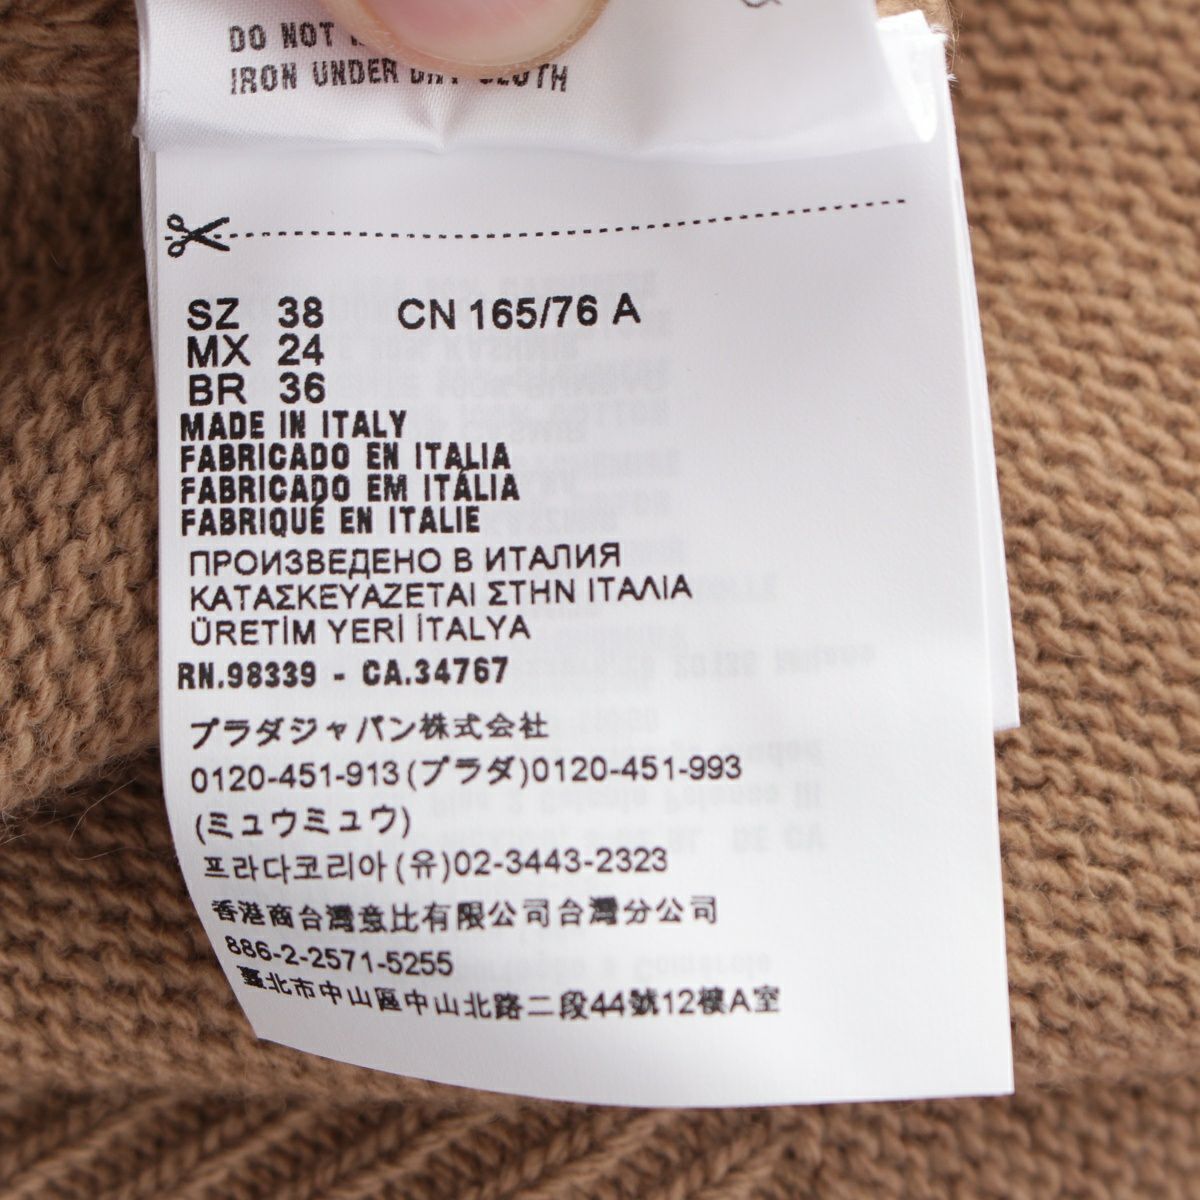 DO NOT
IRON UNDER DRY CLOTH
SZ 38 CN 165/76 A
MX 24
BR 36
MADE IN ITALY
FABRICADO EN ITALIA
FABRICADO EM ITÁLIA
FABRIQUÉ EN ITALIE
ПРОИЗВЕДЕНО В ИТАЛИЯ
ΚΑΤΑΣΚΕΥΑΖΕΤΑΙ ΣΤΗΝ ΙΤΑΛΙΑ
ÜRETİM YERİ İTALYA
RN.98339 - CA.34767
プラダジャパン株式会社
0120-451-913(プラダ)0120-451-993
(ミュウミュウ)
프라다코리아(유)02-3443-2323
香港商台灣意比有限公司台灣分公司
886-2-2571-5255
臺北市中山區中山北路二段44號12樓A室